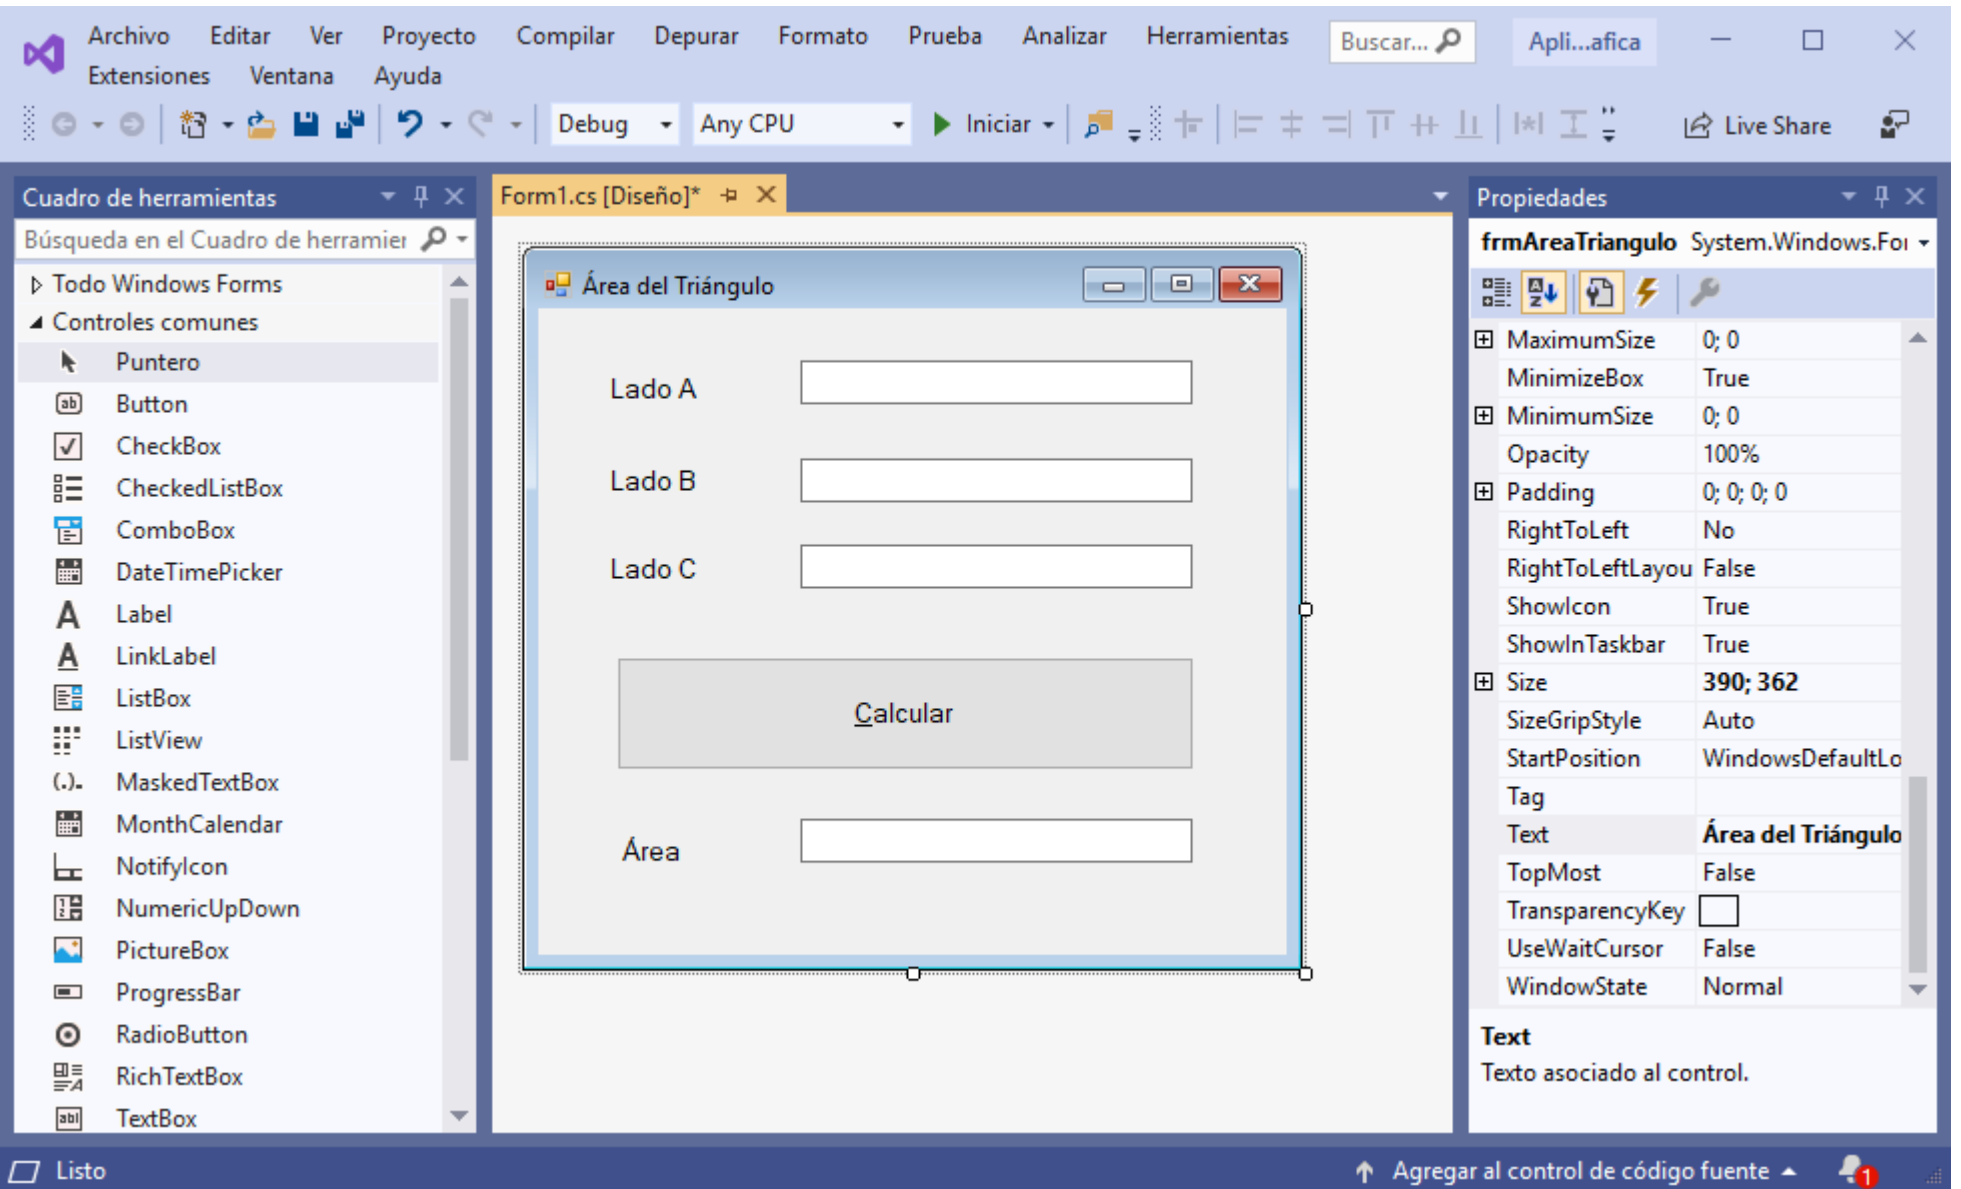 Archivo Editar Ver Proyecto Compilar Depurar Formato Prueba Analizar Herramientas Buscar... Apli...afica
Extensiones Ventana Ayuda
Debug Any CPU Iniciar Live Share
Cuadro de herramientas
Búsqueda en el Cuadro de herramier
Todo Windows Forms
Controles comunes
Puntero
Button
CheckBox
CheckedListBox
ComboBox
DateTimePicker
Label
LinkLabel
ListBox
ListView
MaskedTextBox
MonthCalendar
NotifyIcon
NumericUpDown
PictureBox
ProgressBar
RadioButton
RichTextBox
TextBox
Form1.cs [Diseño]*
Área del Triángulo
Lado A
Lado B
Lado C
Calcular
Área
Propiedades
frmAreaTriangulo System.Windows.For
MaximumSize 0; 0
MinimizeBox True
MinimumSize 0; 0
Opacity 100%
Padding 0; 0; 0; 0
RightToLeft No
RightToLeftLayou False
ShowIcon True
ShowInTaskbar True
Size 390; 362
SizeGripStyle Auto
StartPosition WindowsDefaultLo
Tag
Text Área del Triángulo
TopMost False
TransparencyKey
UseWaitCursor False
WindowState Normal
Text
Texto asociado al control.
Listo
Agregar al control de código fuente
1